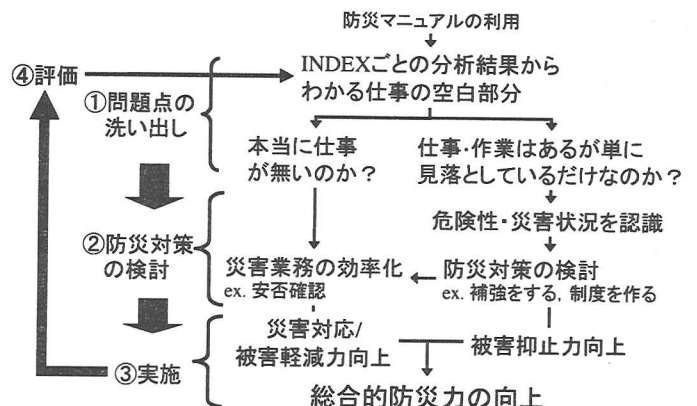 防災マニュアルの利用
④評価
INDEXごとの分析結果から
わかる仕事の空白部分
①問題点の
洗い出し
本当に仕事
が無いのか？
仕事・作業はあるが単に
見落としているだけなのか？
危険性・災害状況を認識
②防災対策
の検討
災害業務の効率化
ex. 安否確認
防災対策の検討
ex. 補強をする, 制度を作る
災害対応/
被害軽減力向上
被害抑止力向上
③実施
総合的防災力の向上